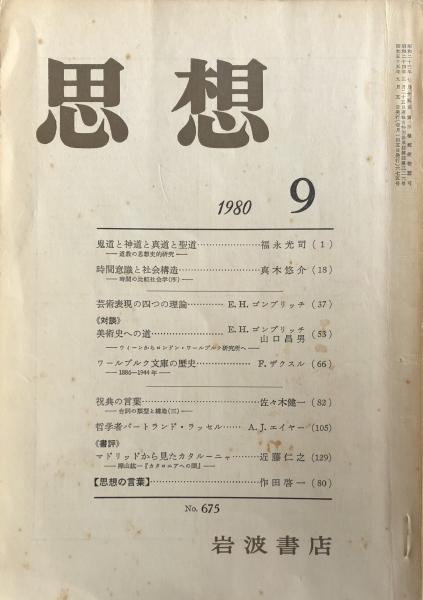 思想
1980 9
鬼道と神道と真道と聖道………………福永光司(1)
── 道教の思想史的研究 ──
時間意識と社会構造………………真木悠介(18)
── 時間の比較社会学(序) ──
芸術表現の四つの理論…………E.H.ゴンブリッチ(37)
《対談》
美術史への道………………E.H.ゴンブリッチ
山口昌男(53)
── ウィーンからロンドン・ワールブルク研究所へ ──
ワールブルク文庫の歴史………………F.ザクスル(66)
── 1886—1944年 ──
祝典の言葉………………佐々木健一(82)
── 台詞の類型と構造(三) ──
哲学者バートランド・ラッセル……A.J.エイヤー(105)
《書評》
マドリッドから見たカタルーニャ………近藤仁之(129)
── 樺山紘一『カタロニアへの眼』 ──
【思想の言葉】………………作田啓一(80)
No. 675
岩波書店